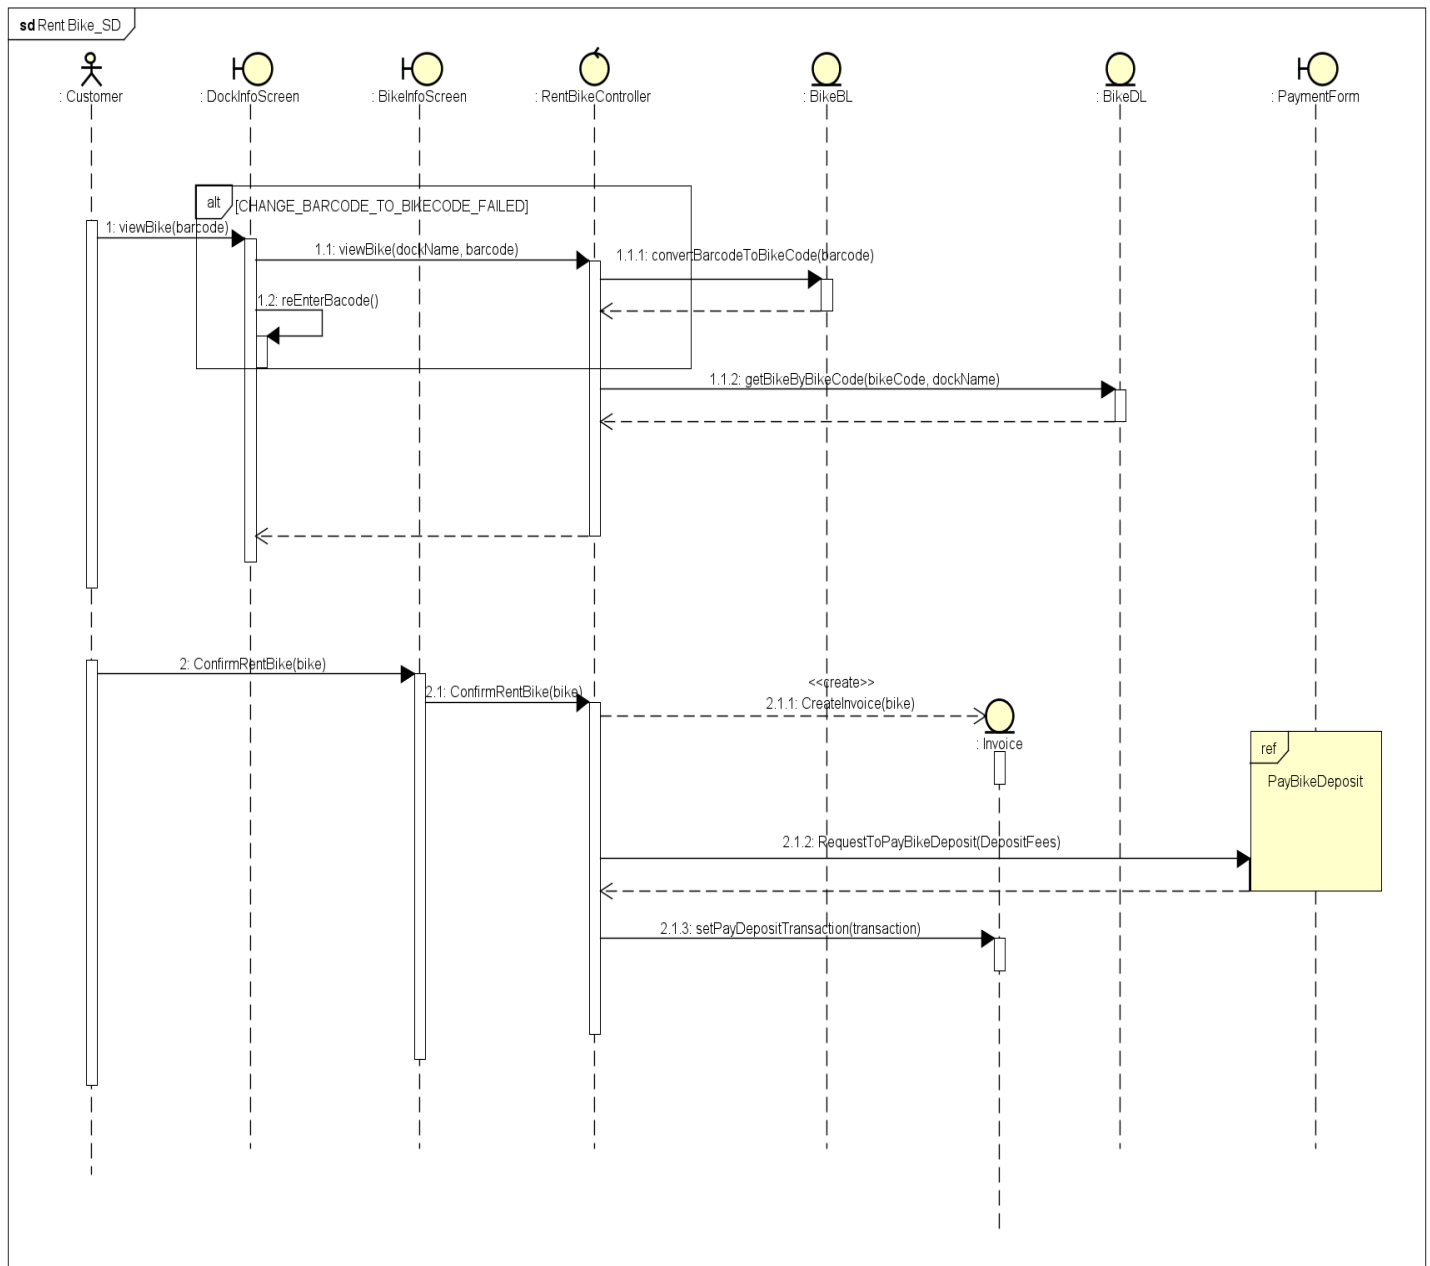 sd Rent Bike_SD
: Customer
: DockInfoScreen
: BikeInfoScreen
: RentBikeController
: BikeBL
: BikeDL
: PaymentForm
alt
[CHANGE_BARCODE_TO_BIKECODE_FAILED]
1: viewBike(barcode)
1.1: viewBike(dockName, barcode)
1.1.1: convertBarcodeToBikeCode(barcode)
1.2: reEnterBacode()
1.1.2: getBikeByBikeCode(bikeCode, dockName)
2: ConfirmRentBike(bike)
2.1: ConfirmRentBike(bike)
<<create>>
2.1.1: CreateInvoice(bike)
: Invoice
ref
PayBikeDeposit
2.1.2: RequestToPayBikeDeposit(DepositFees)
2.1.3: setPayDepositTransaction(transaction)